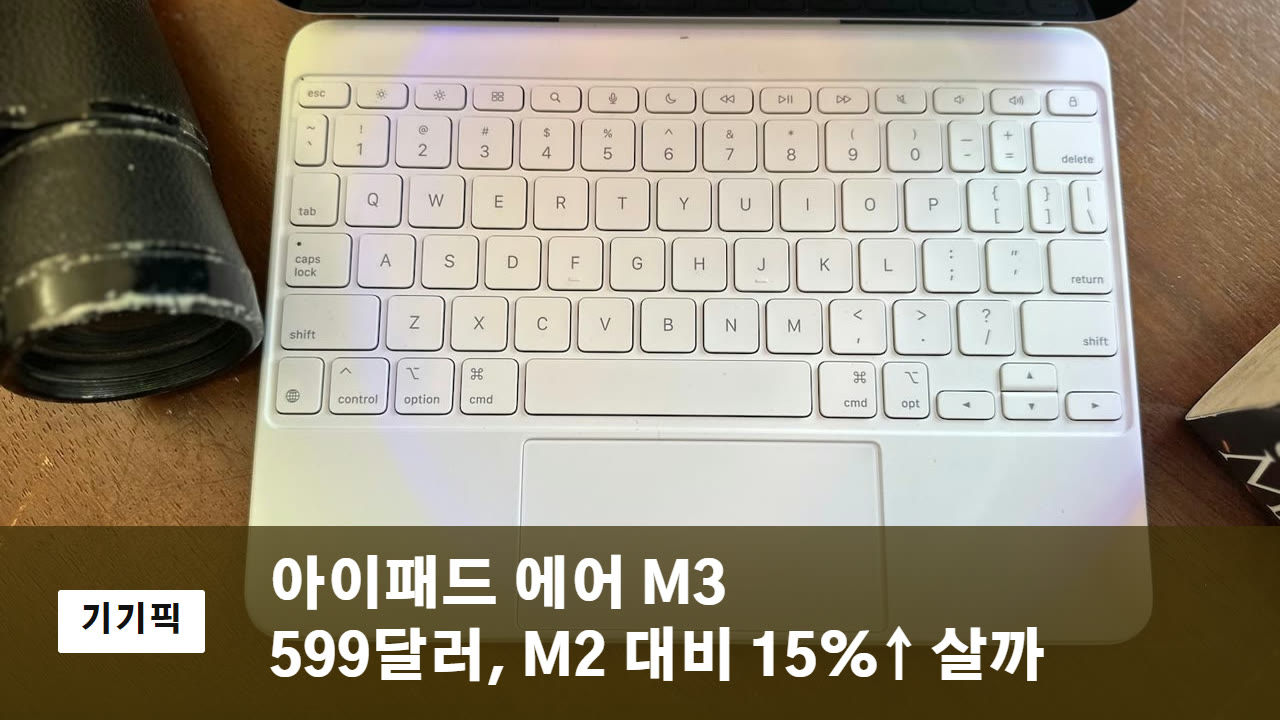 esc
~ ! @ # $ % ^ & * ( ) — +
` 1 2 3 4 5 6 7 8 9 0 - = delete
tab Q W E R T Y U I O P { [ } ] | \
caps lock A S D F G H J K L : ; " ' return
shift Z X C V B N M < , > . ? / shift
control option cmd cmd opt
기기픽
아이패드 에어 M3
599달러, M2 대비 15%↑ 살까